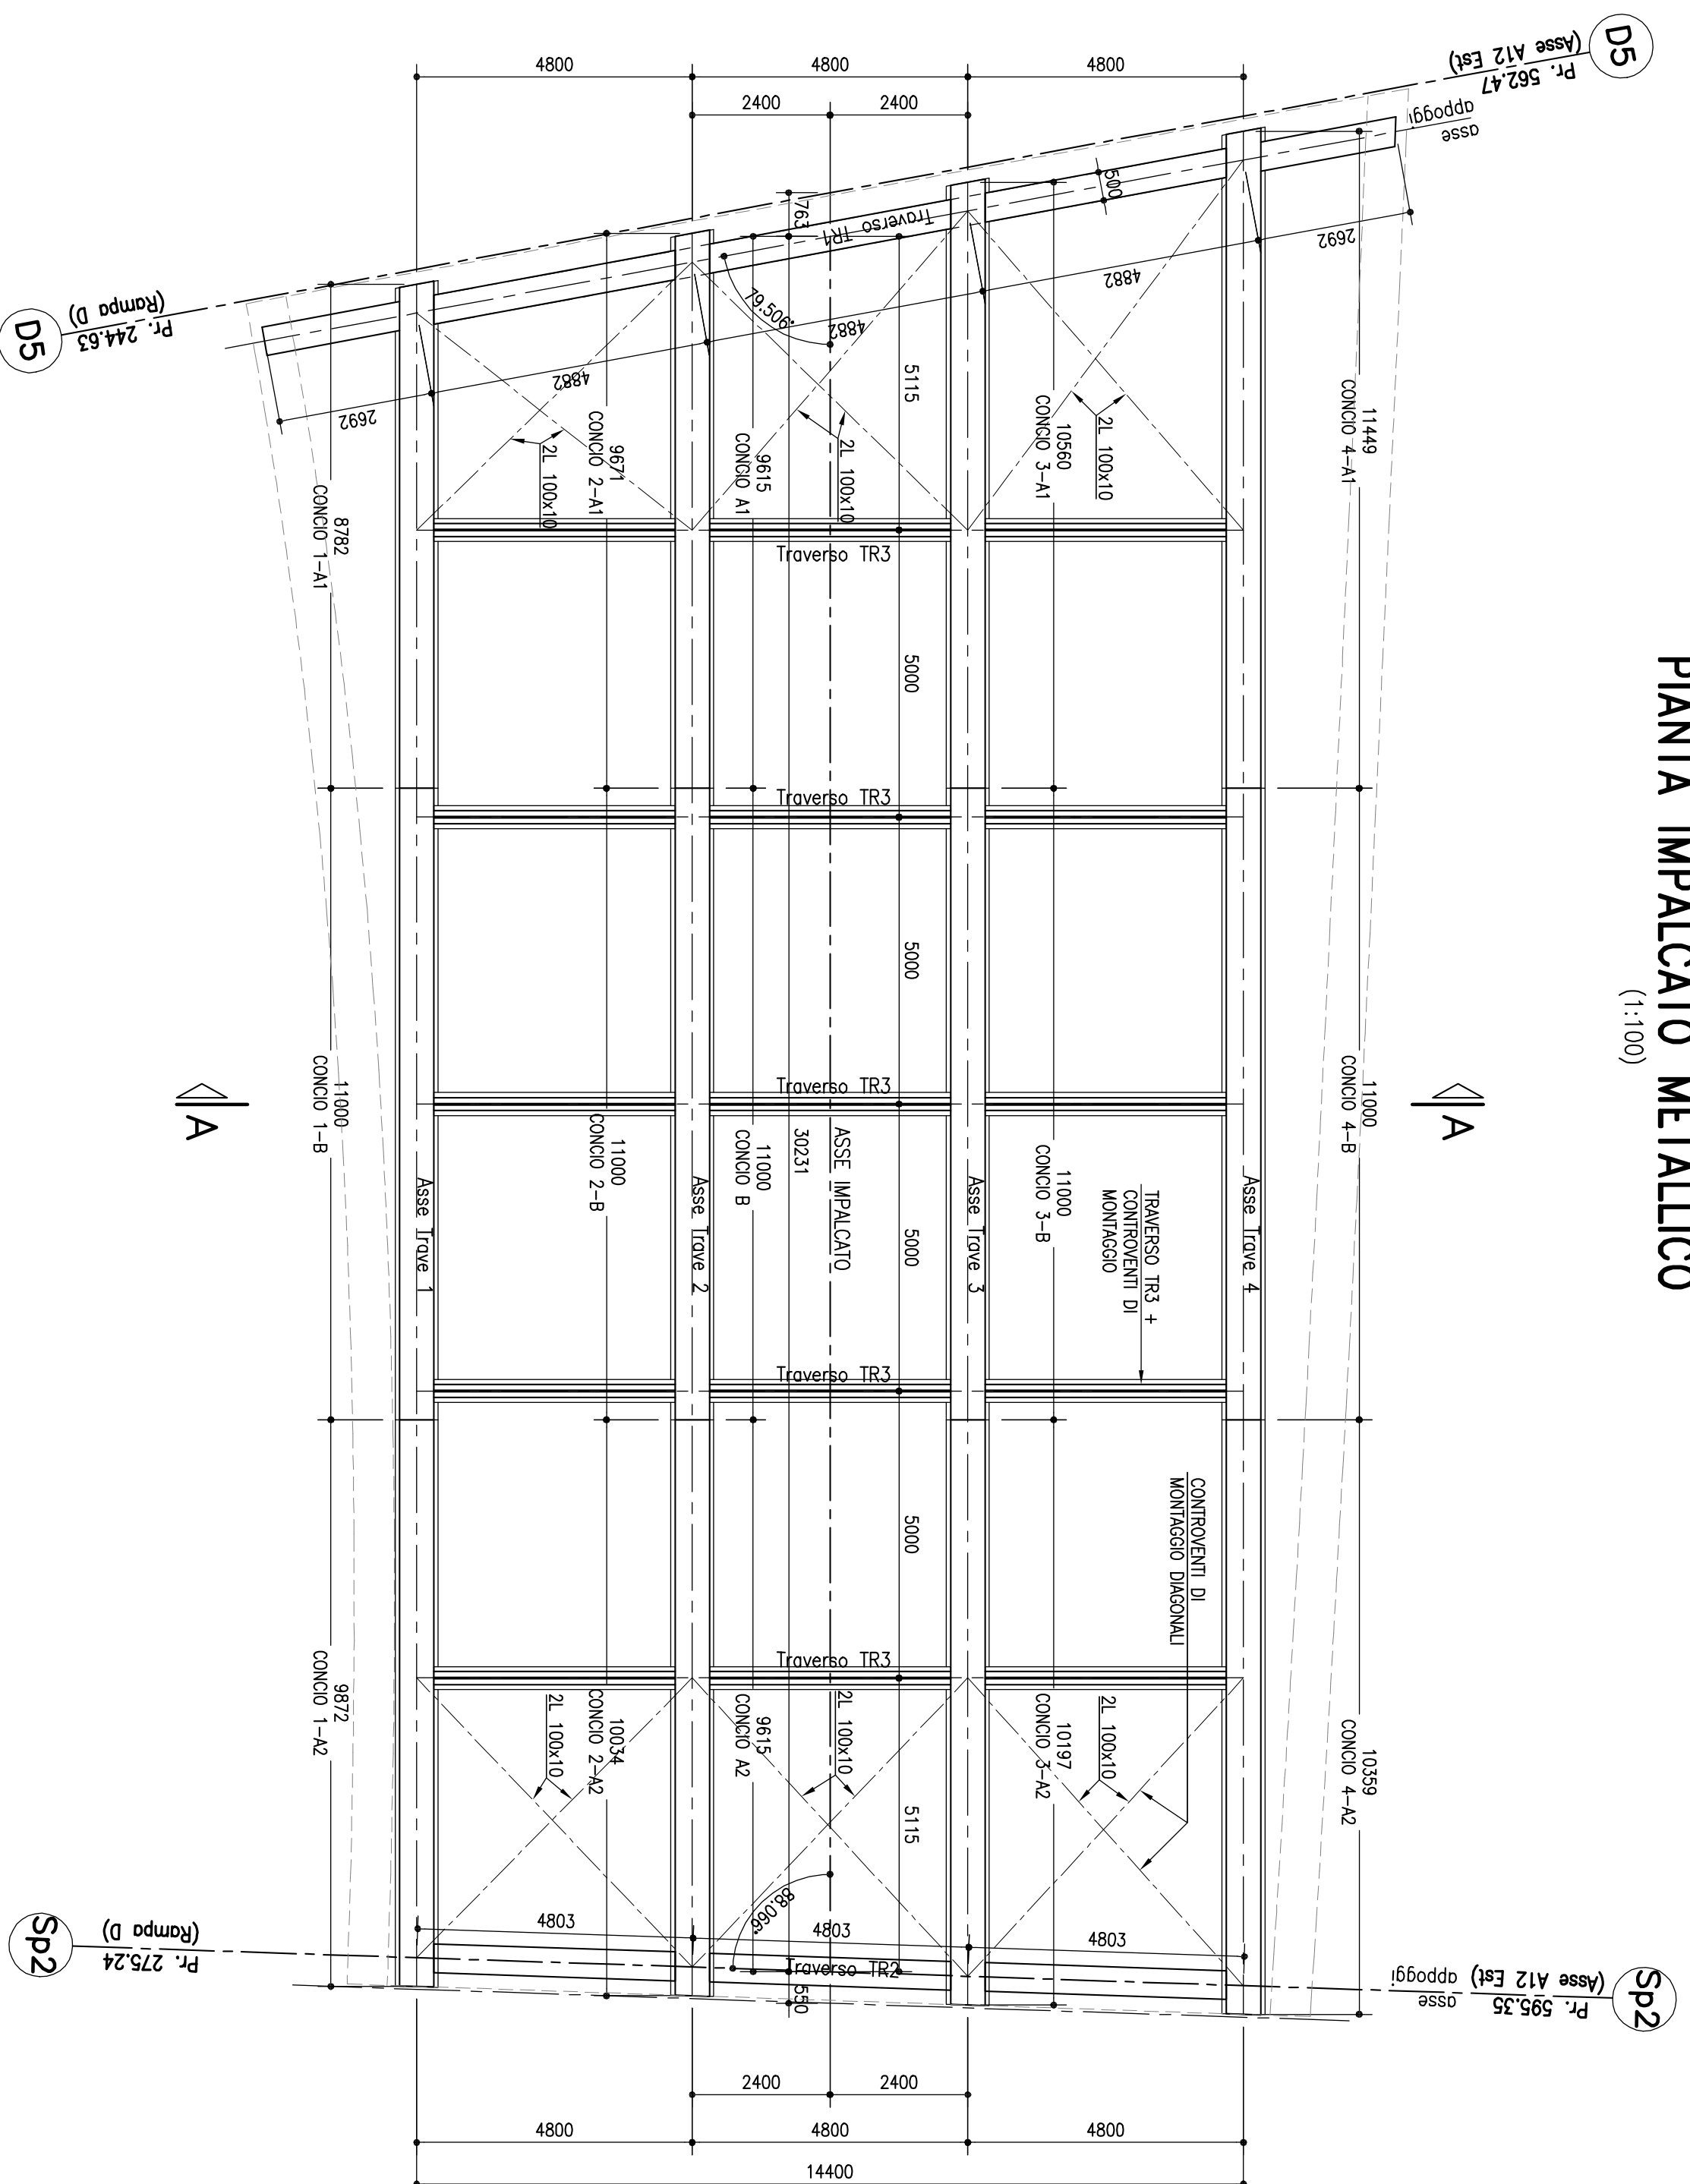 PIANTA IMPALCATO METALLICO
(1:100)
D5
Pr. 562.47
(Asse A12 Est)
asse
appoggi
D5
Pr. 244.63
(Rampa D)
4800
4800
4800
2400
2400
763
500
Traverso TR1
79.506°
2692
4882
4882
4882
2692
5115
11449
CONCIO 4-A1
10560
CONCIO 3-A1
9615
CONCIO A1
9671
CONCIO 2-A1
8782
CONCIO 1-A1
2L 100x10
2L 100x10
2L 100x10
Traverso TR3
5000
Traverso TR3
5000
Traverso TR3
5000
Traverso TR3
5000
Traverso TR3
11000
CONCIO 4-B
11000
CONCIO 3-B
11000
CONCIO B
11000
CONCIO 2-B
11000
CONCIO 1-B
30231
ASSE IMPALCATO
Asse Trave 1
Asse Trave 2
Asse Trave 3
Asse Trave 4
TRAVERSO TR3 +
CONTROVENTI DI
MONTAGGIO
CONTROVENTI DI
MONTAGGIO DIAGONALI
A
A
10359
CONCIO 4-A2
10197
CONCIO 3-A2
9615
CONCIO A2
10034
CONCIO 2-A2
9872
CONCIO 1-A2
2L 100x10
2L 100x10
2L 100x10
5115
88.066°
4803
4803
4803
Traverso TR2
550
Sp2
Pr. 275.24
(Rampa D)
Sp2
Pr. 595.35
(Asse A12 Est)
asse
appoggi
2400
2400
4800
4800
4800
14400